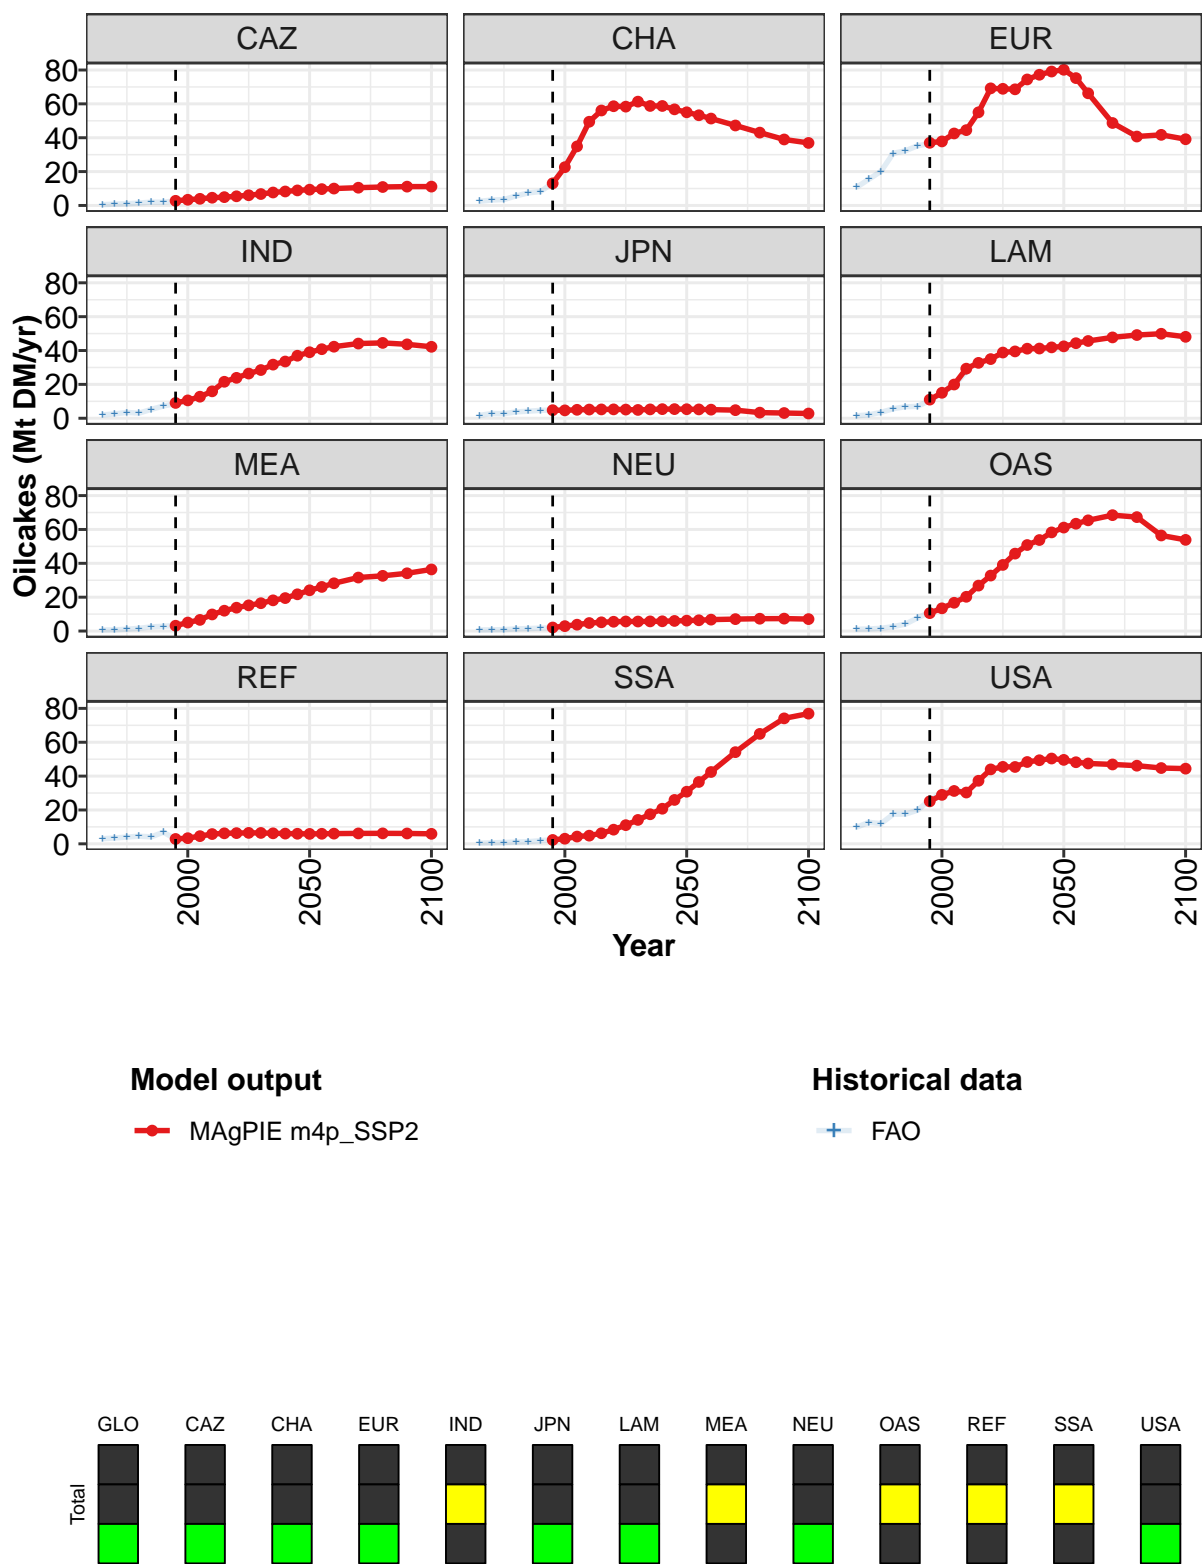 CAZ CHA EUR
80
60
40
20
0
IND JPN LAM
80
60
40
20
0
MEA NEU OAS
80
60
40
20
0
REF SSA USA
80
60
40
20
0
Oilcakes (Mt DM/yr)
2000 2050 2100 2000 2050 2100 2000 2050 2100
Year
Model output Historical data
MAgPIE m4p_SSP2 FAO
GLO CAZ CHA EUR IND JPN LAM MEA NEU OAS REF SSA USA
Total